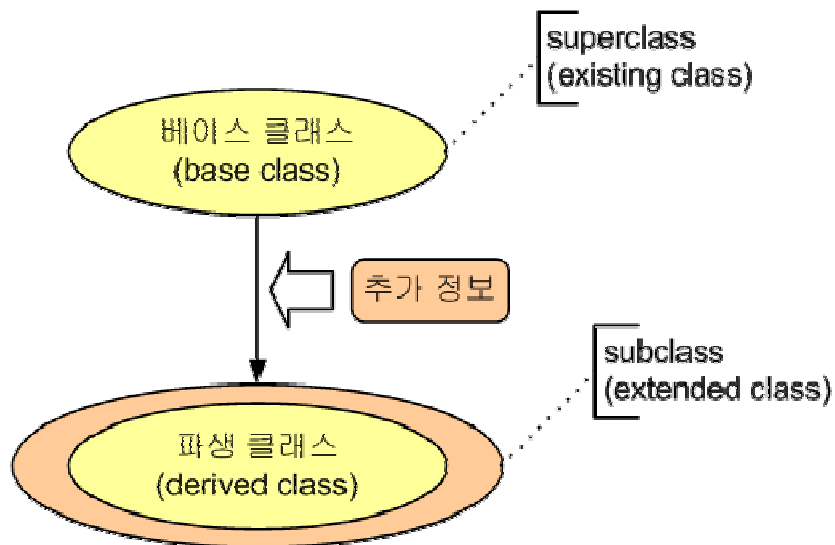 superclass
(existing class)
베이스 클래스
(base class)
추가 정보
subclass
(extended class)
파생 클래스
(derived class)